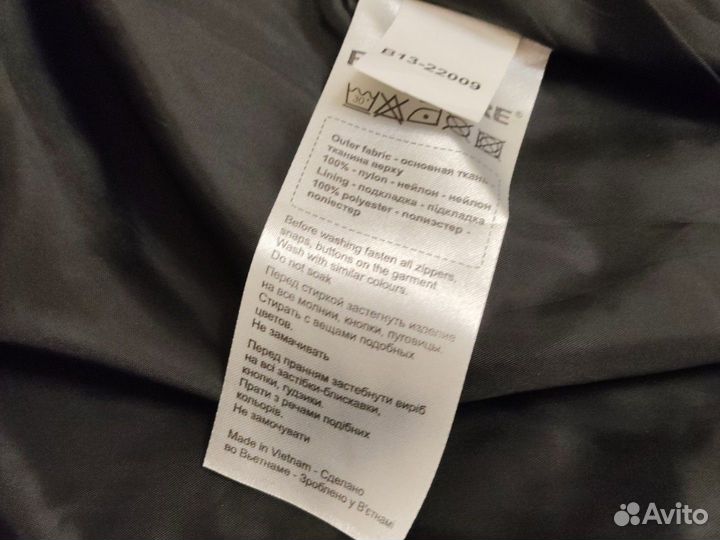 B13-22009
RE®
30°
Outer fabric - основная ткань
тканина верху
100% - nylon - нейлон - нейлон
Lining - подкладка - підкладка
100% polyester - полиэстер -
поліестер
Before washing fasten all zippers,
snaps, buttons on the garment
Wash with similar colours.
Do not soak
Перед стиркой застегнуть изделие
на все молнии, кнопки, пуговицы.
Стирать с вещами подобных
цветов.
Не замачивать
Перед пранням застебнути виріб
на всі застібки-блискавки,
кнопки, гудзики.
Прати з речами подібних
кольорів.
Не замочувати
Made in Vietnam - Сделано
во Вьетнаме - Зроблено у В'єтнамі
Avito